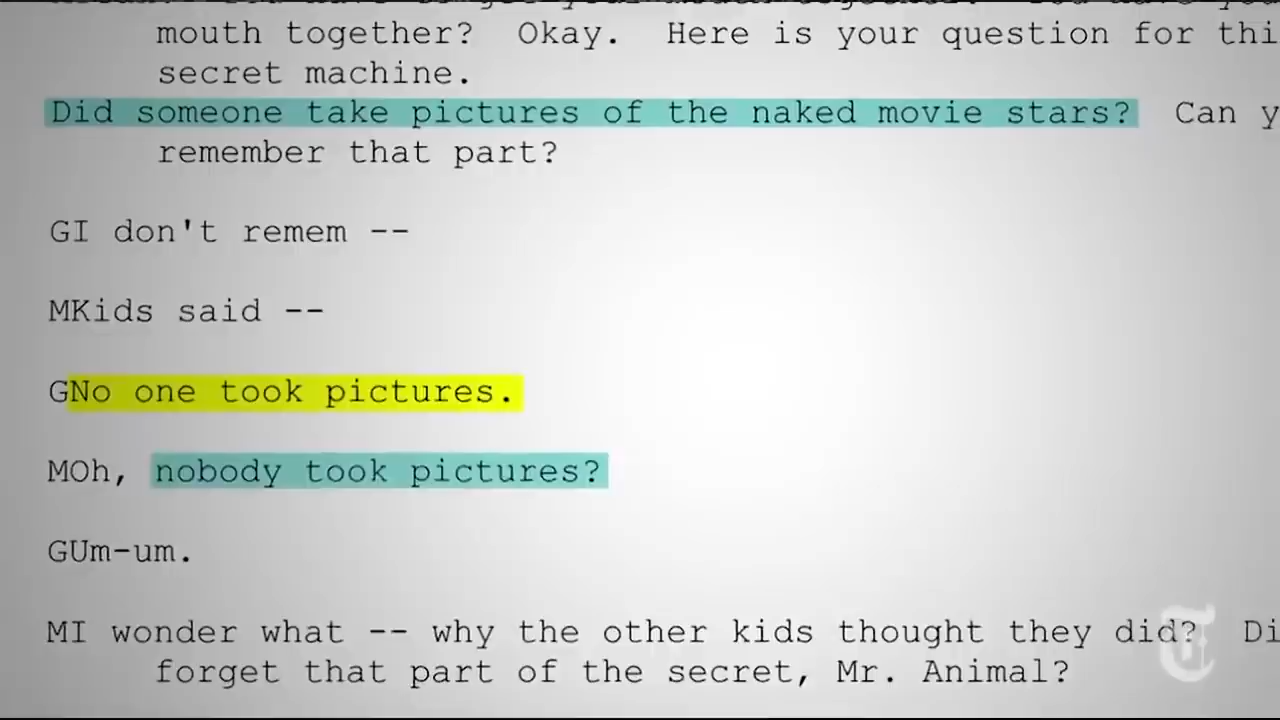 mouth together? Okay. Here is your question for thi
secret machine.
Did someone take pictures of the naked movie stars? Can y
remember that part?
GI don't remem --
MKids said --
GNo one took pictures.
MOh, nobody took pictures?
GUm-um.
MI wonder what -- why the other kids thought they did? Di
forget that part of the secret, Mr. Animal?
T